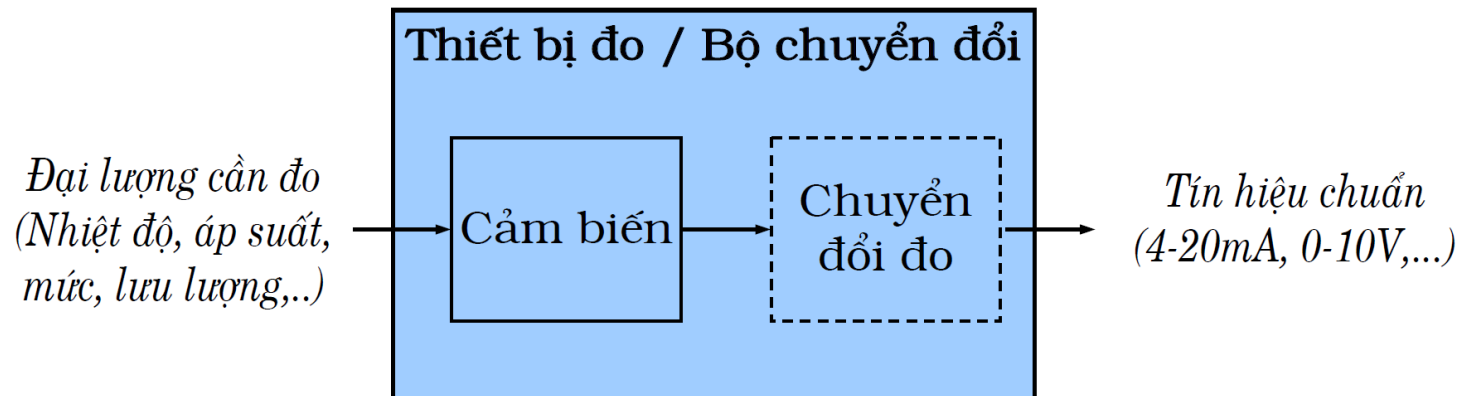 Thiết bị đo / Bộ chuyển đổi
Đại lượng cần đo
(Nhiệt độ, áp suất,
mức, lưu lượng,..)
Cảm biến
Chuyển
đổi đo
Tín hiệu chuẩn
(4-20mA, 0-10V,...)